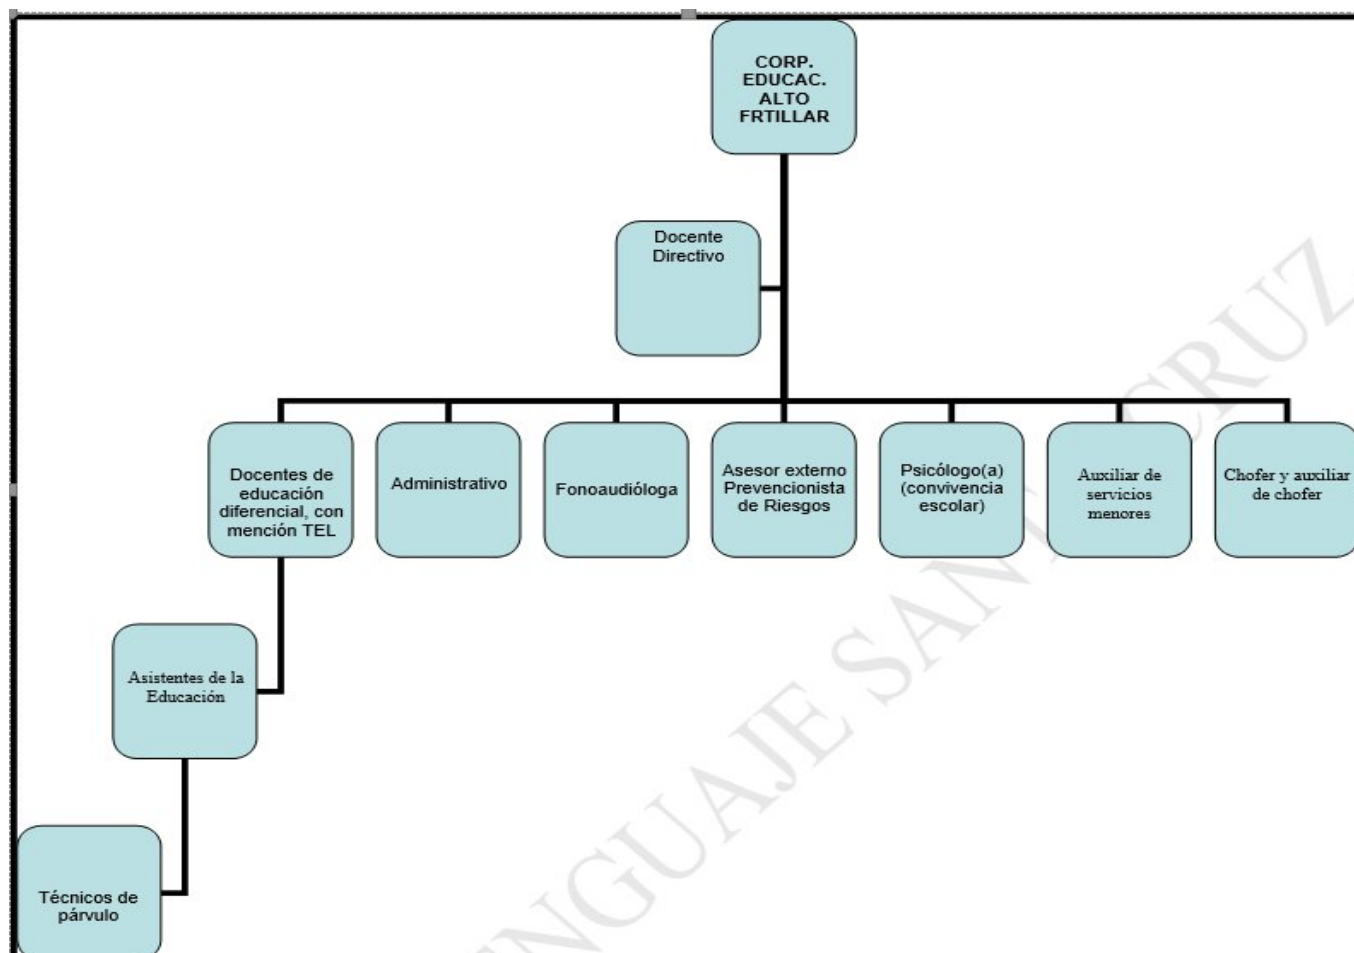 CORP.
EDUCAC.
ALTO
FRTILLAR
Docente
Directivo
Docentes de
educación
diferencial, con
mención TEL
Administrativo
Fonoaudióloga
Asesor externo
Prevencionista
de Riesgos
Psicólogo(a)
(convivencia
escolar)
Auxiliar de
servicios
menores
Chofer y auxiliar
de chofer
Asistentes de la
Educación
Técnicos de
párvulo